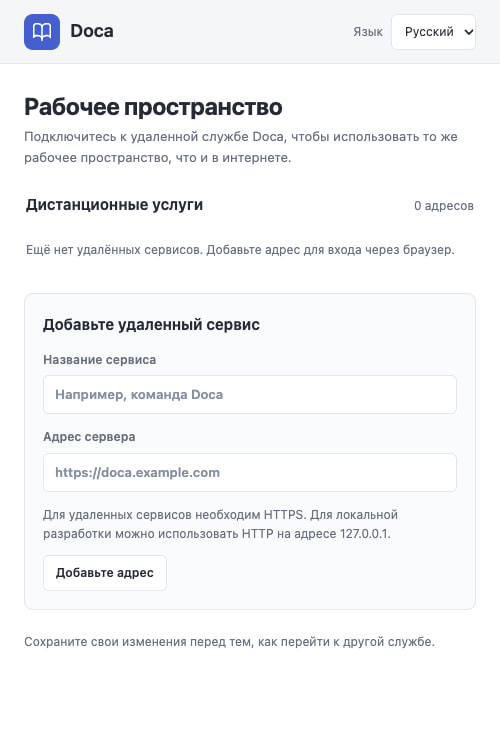 Doca
Язык
Русский
Рабочее пространство
Подключитесь к удаленной службе Doca, чтобы использовать то же
рабочее пространство, что и в интернете.
Дистанционные услуги
0 адресов
Ещё нет удалённых сервисов. Добавьте адрес для входа через браузер.
Добавьте удаленный сервис
Название сервиса
Например, команда Doca
Адрес сервера
https://doca.example.com
Для удаленных сервисов необходим HTTPS. Для локальной
разработки можно использовать HTTP на адресе 127.0.0.1.
Добавьте адрес
Сохраните свои изменения перед тем, как перейти к другой службе.